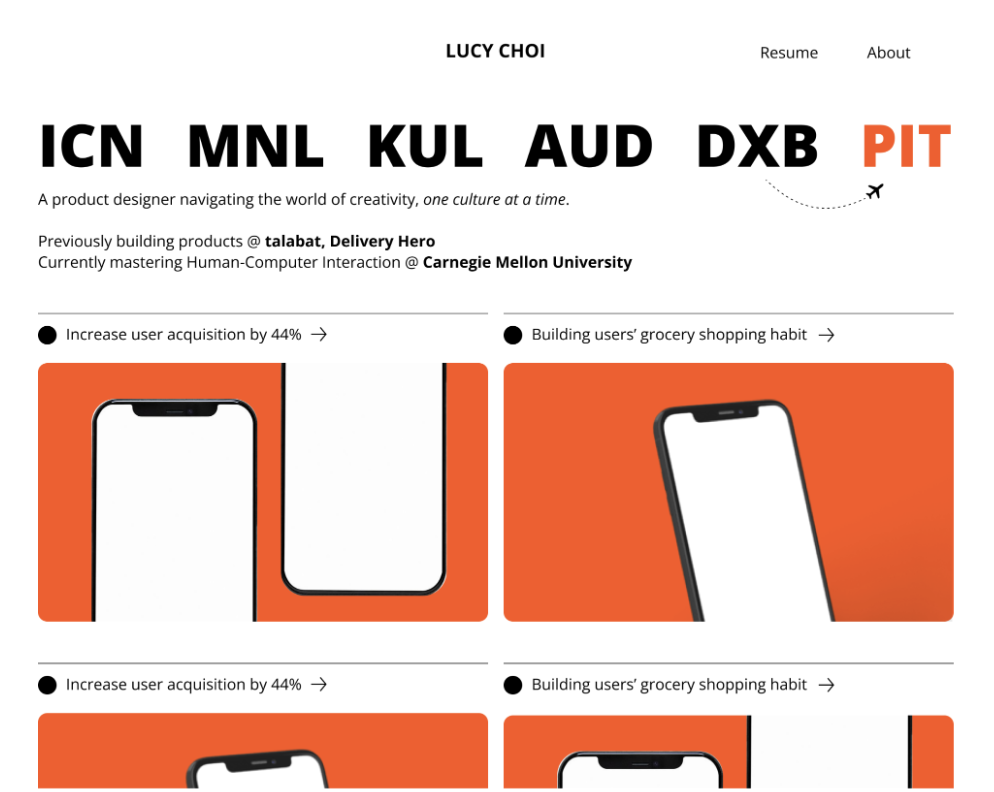 LUCY CHOI
Resume
About
ICN MNL KUL AUD DXB PIT
A product designer navigating the world of creativity, one culture at a time.
Previously building products @ talabat, Delivery Hero
Currently mastering Human-Computer Interaction @ Carnegie Mellon University
Increase user acquisition by 44% →
Building users’ grocery shopping habit →
Increase user acquisition by 44% →
Building users’ grocery shopping habit →